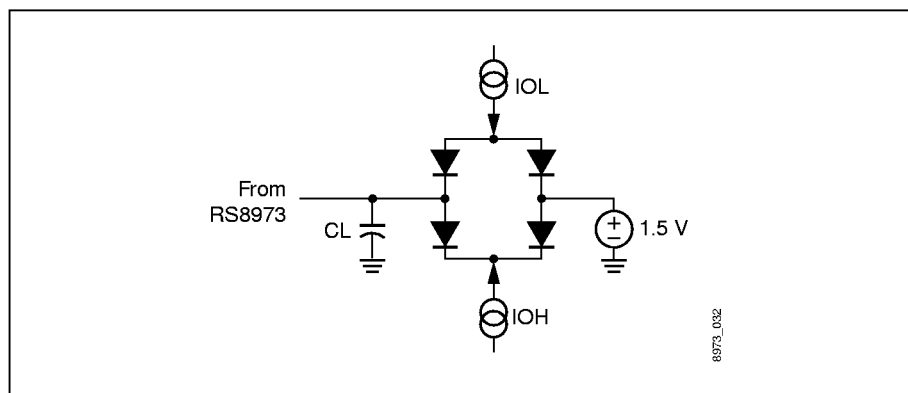 IOL
From
RS8973
CL
+
−
1.5 V
IOH
8973_032